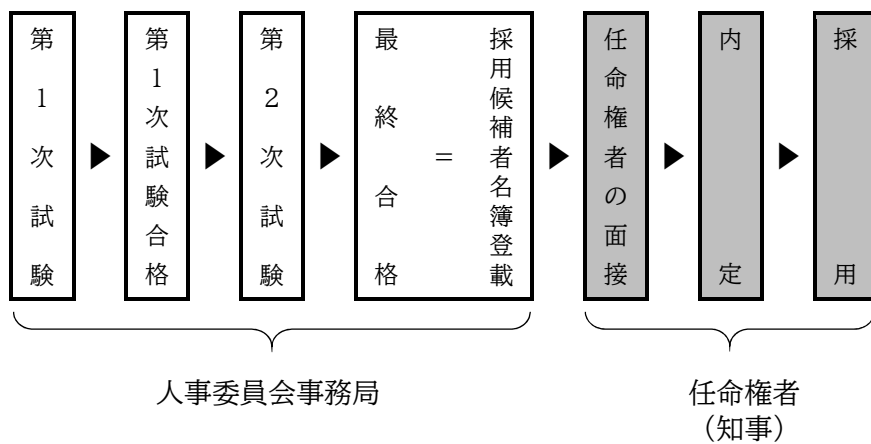 第1次試験
▶
第1次試験合格
▶
第2次試験
▶
最終合格
=
採用候補者名簿登載
▶
任命権者の面接
▶
内定
▶
採用
人事委員会事務局
任命権者
(知事)